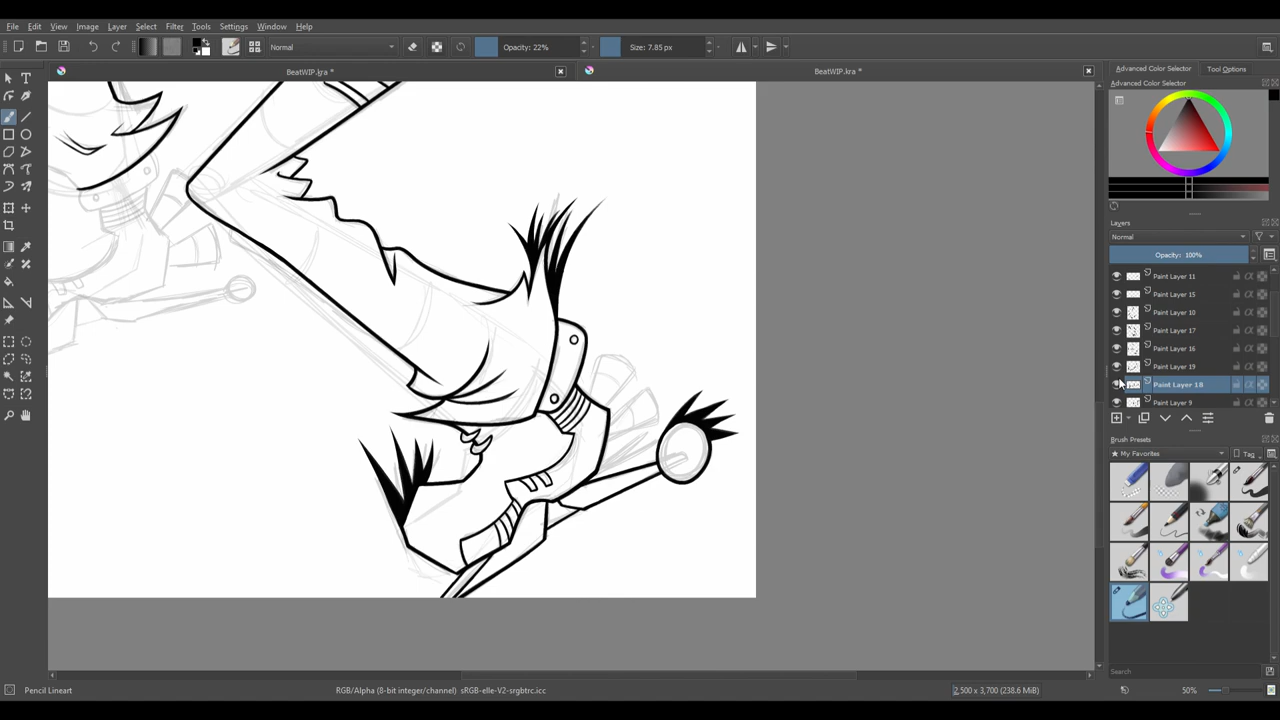 File Edit View Image Layer Select Filter Tools Settings Window Help
Normal Opacity: 22% Size: 7.85 px
BeatWIP.kra * BeatWIP.kra *
Advanced Color Selector Tool Options
Advanced Color Selector
Layers
Normal
Opacity: 100%
Paint Layer 11
Paint Layer 15
Paint Layer 10
Paint Layer 17
Paint Layer 16
Paint Layer 19
Paint Layer 18
Paint Layer 9
Brush Presets
My Favorites Tag
Search
Pencil Lineart RGB/Alpha (8-bit integer/channel) sRGB-elle-V2-srgbtrc.icc 2,500 x 3,700 (238.6 MiB) 50%